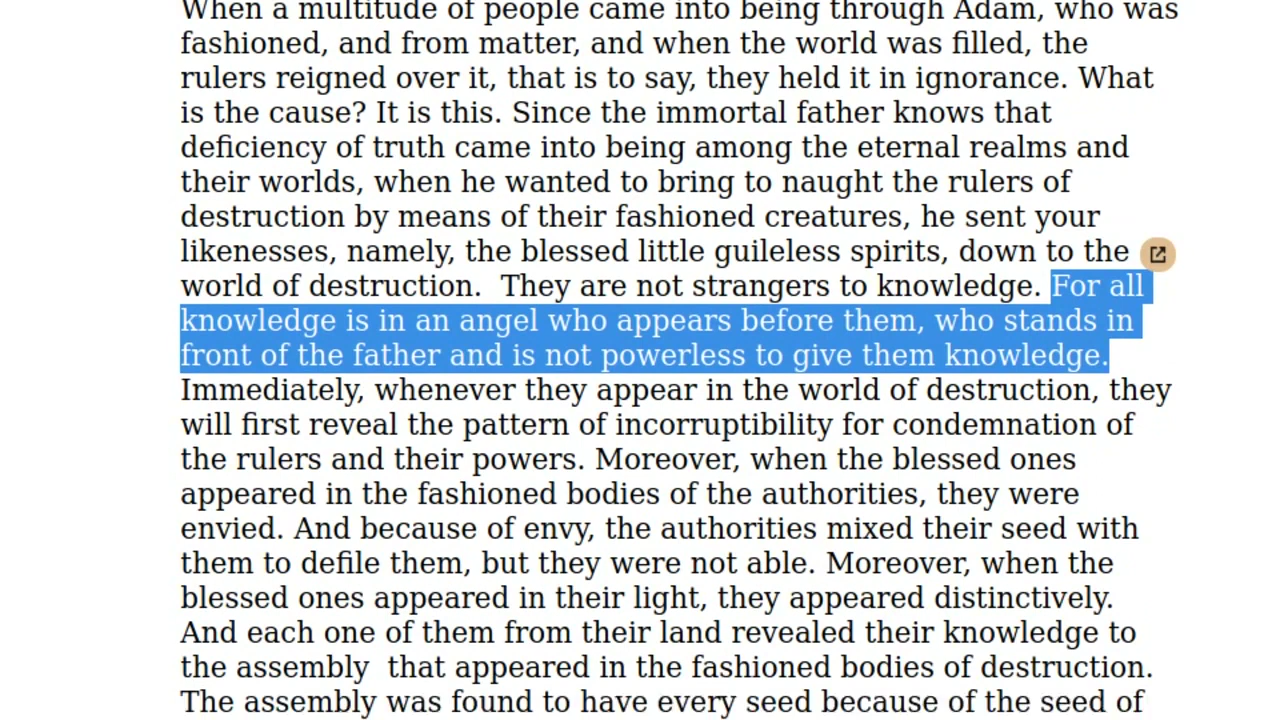 When a multitude of people came into being through Adam, who was
fashioned, and from matter, and when the world was filled, the
rulers reigned over it, that is to say, they held it in ignorance. What
is the cause? It is this. Since the immortal father knows that
deficiency of truth came into being among the eternal realms and
their worlds, when he wanted to bring to naught the rulers of
destruction by means of their fashioned creatures, he sent your
likenesses, namely, the blessed little guileless spirits, down to the
world of destruction.  They are not strangers to knowledge. For all
knowledge is in an angel who appears before them, who stands in
front of the father and is not powerless to give them knowledge.
Immediately, whenever they appear in the world of destruction, they
will first reveal the pattern of incorruptibility for condemnation of
the rulers and their powers. Moreover, when the blessed ones
appeared in the fashioned bodies of the authorities, they were
envied. And because of envy, the authorities mixed their seed with
them to defile them, but they were not able. Moreover, when the
blessed ones appeared in their light, they appeared distinctively.
And each one of them from their land revealed their knowledge to
the assembly  that appeared in the fashioned bodies of destruction.
The assembly was found to have every seed because of the seed of